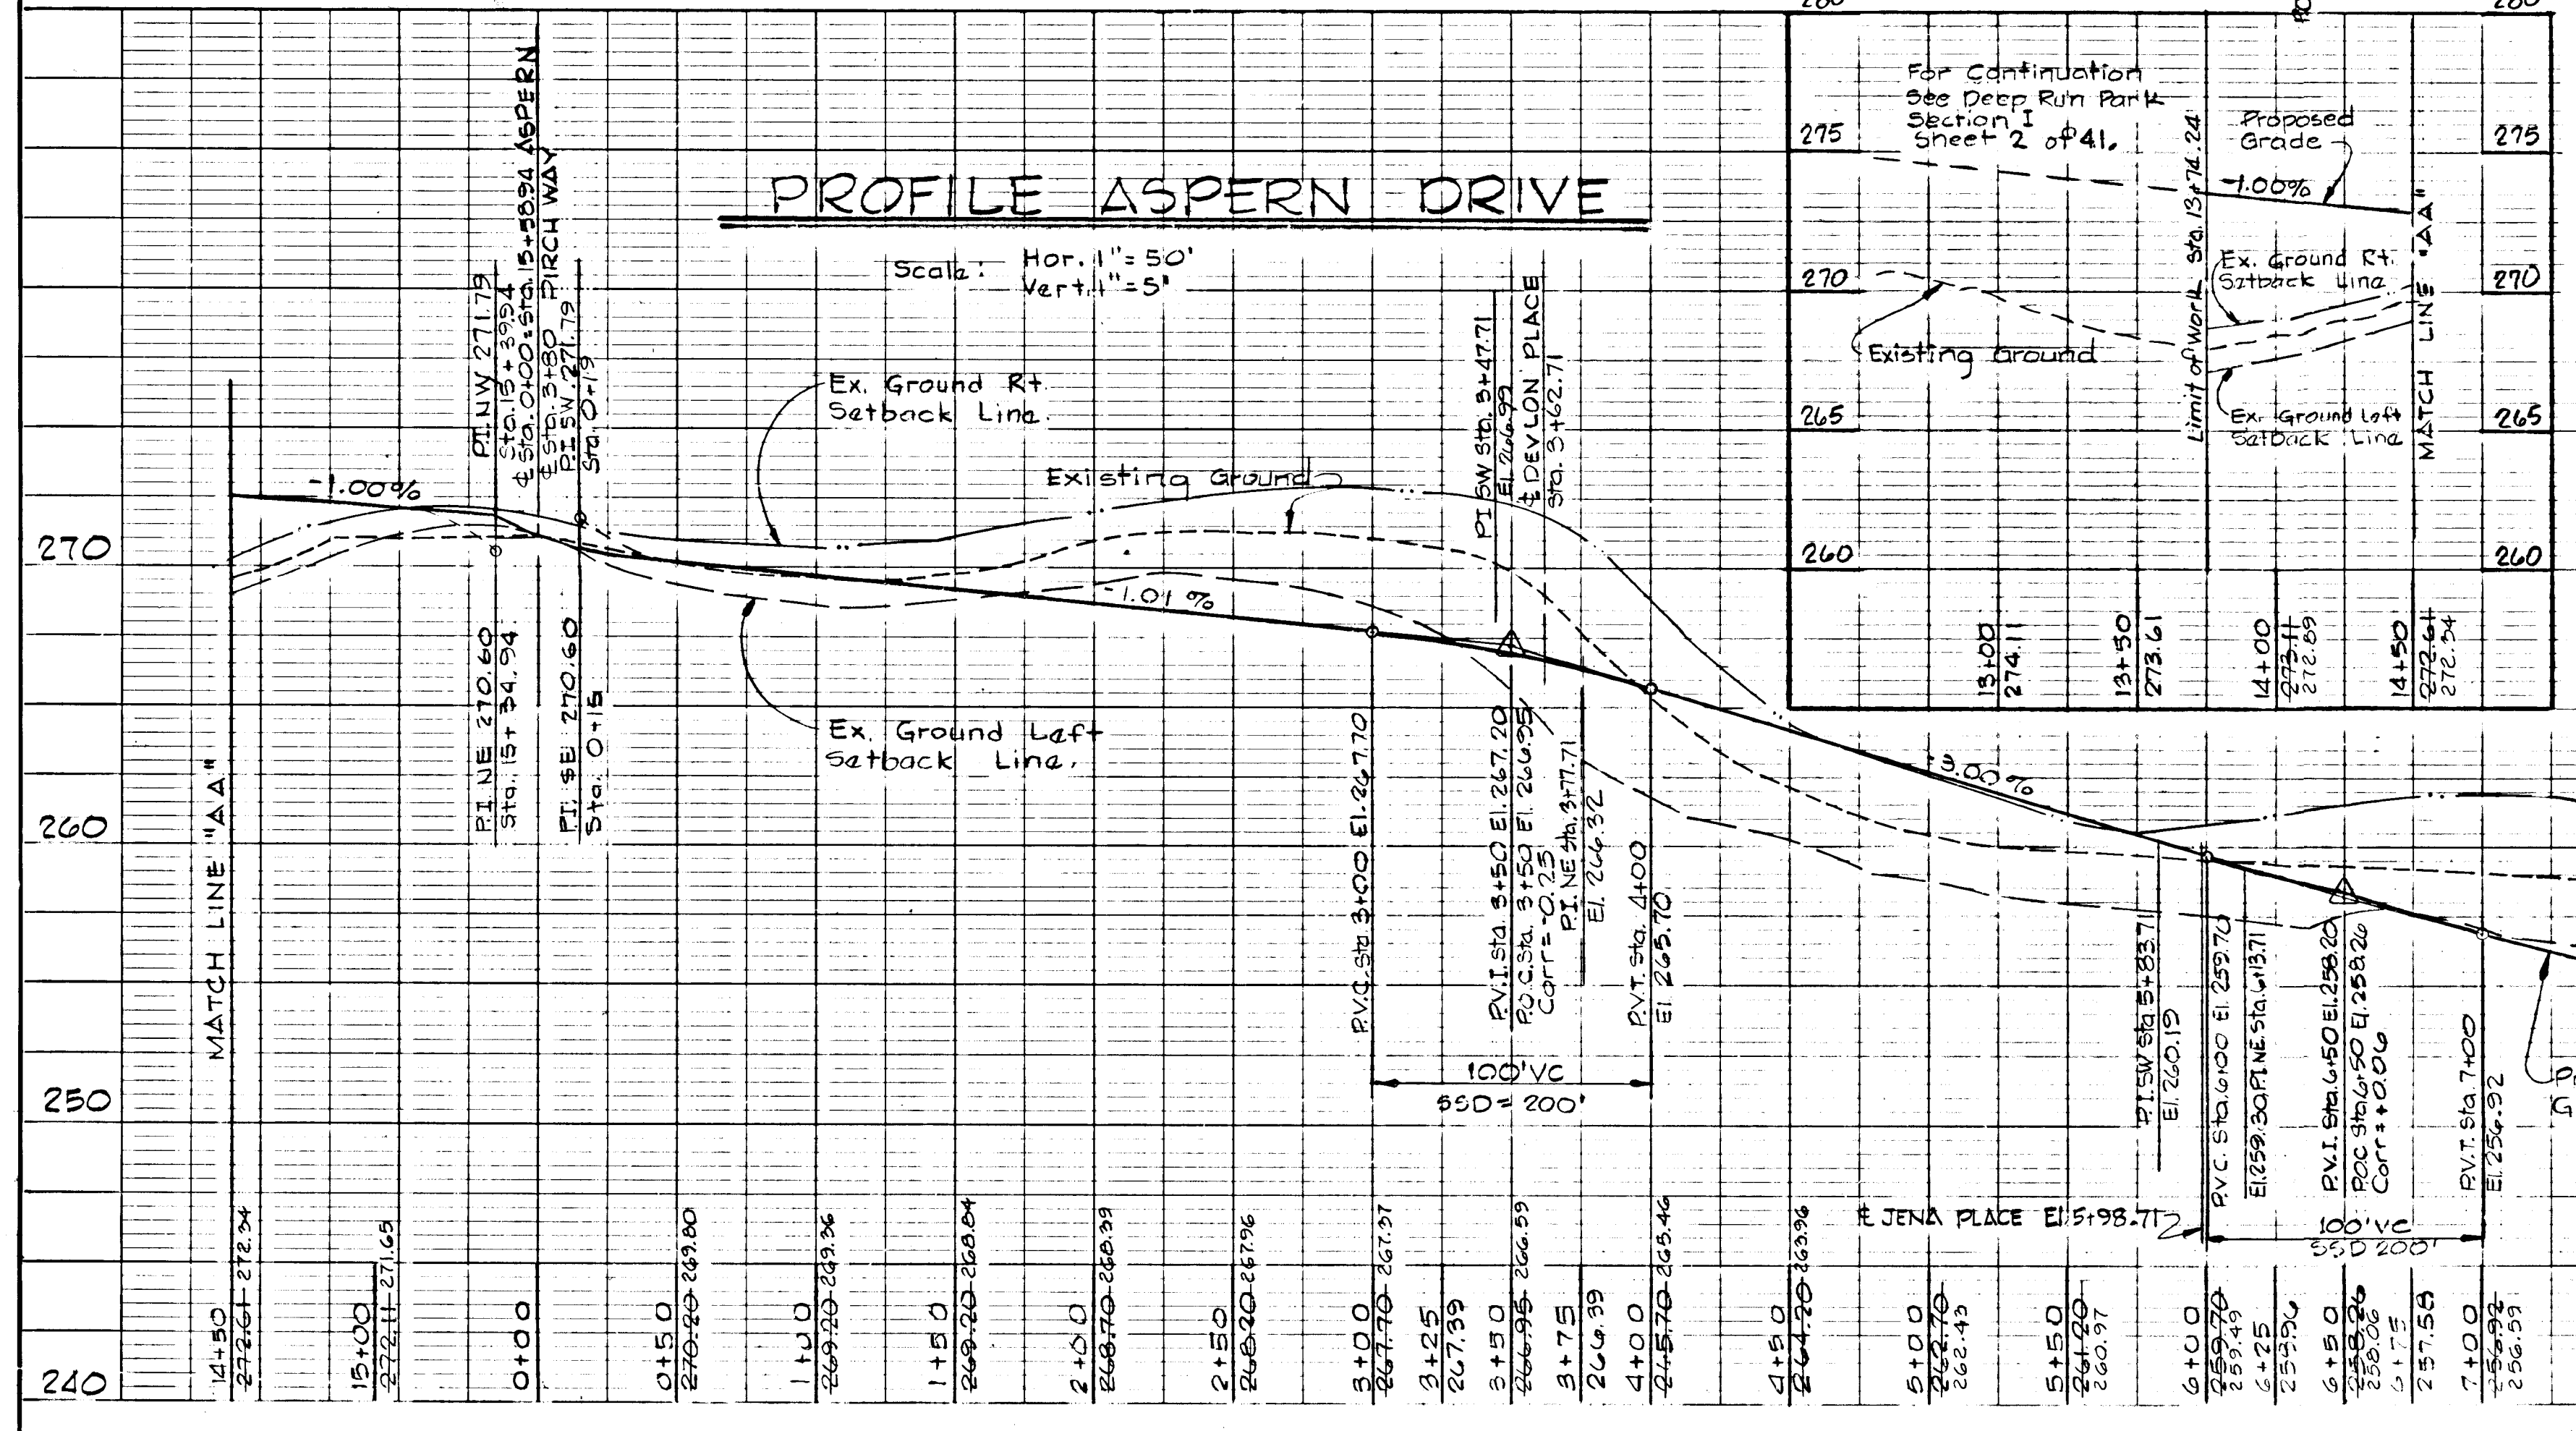 PROFILE ASPERN DRIVE
Scale: Hor. 1"= 50'
Vert. 1"= 5'
280
280
For Continuation
See Deep Run Park
Section I
Sheet 2 of 41.
275
275
270
270
265
265
260
260
Proposed
Grade
-1.00%
Limit of Work Sta. 13+74.24
Ex. Ground Rt.
Setback Line
Existing Ground
Ex. Ground Left
Setback Line
MATCH LINE "AA"
13+00
274.11
13+50
273.61
14+00
273.11
272.89
14+50
272.61
272.34
270
260
250
240
MATCH LINE "AA"
-1.00%
P.I. NW 271.79
Sta. 15+39.94
℄ Sta. 0+00 = Sta. 15+58.94 ASPERN
℄ Sta. 3+80 PIRCH WAY
P.I. SW. 271.79
Sta. 0+19
P.I. NE 270.60
Sta. 15+34.94
P.I. SE 270.60
Sta. 0+15
Ex. Ground Rt.
Setback Line.
Existing Ground
-1.01%
Ex. Ground Left
Setback Line.
P.I SW Sta. 3+47.71
El. 266.99
℄ DEVLON PLACE
Sta. 3+62.71
P.V.C. Sta 3+00 El. 267.70
P.V.I. Sta. 3+50 El. 267.20
P.O.C. Sta. 3+50 El. 266.95
Corr = -0.25
P.I. NE Sta. 3+77.71
El. 266.32
P.V.T. Sta. 4+00
El. 265.70
100' VC
SSD = 200'
-3.00%
P.I. SW Sta 5+83.71
El. 260.19
P.V.C. Sta. 6+00 El. 259.70
El. 259.30 P.I. NE. Sta. 6+13.71
P.V.I. Sta. 6+50 El. 258.20
P.O.C Sta 6+50 El. 258.26
Corr = +0.06
P.V.T. Sta. 7+00
El. 256.92
℄ JENA PLACE El. 5+98.71
100' VC
SSD 200'
14+50
272.61 272.34
15+00
272.11 271.65
0+00
0+50
270.20 269.80
1+00
269.20 269.36
1+50
269.20 268.84
2+00
268.70 268.39
2+50
268.20 267.96
3+00
267.70 267.37
3+25
267.39
3+50
266.95 266.59
3+75
266.39
4+00
265.70 265.46
4+50
264.20 263.96
5+00
262.70
262.43
5+50
261.20
260.97
6+00
259.70
259.49
6+25
6+50
258.26
258.06
6+75
257.58
7+00
256.92
256.59